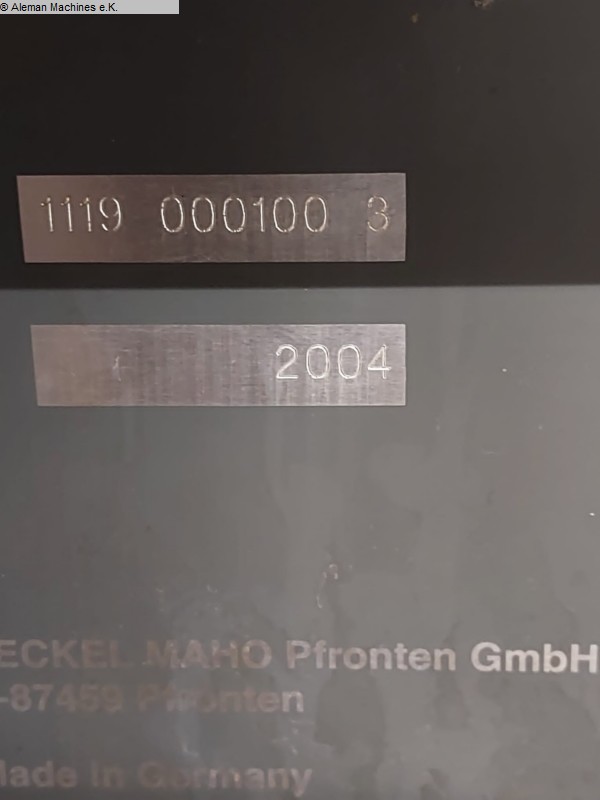 © Aleman Machines e.K.
1119 000100 3
2004
ECKEL MAHO Pfronten GmbH
-87459 Pfronten
Made in Germany